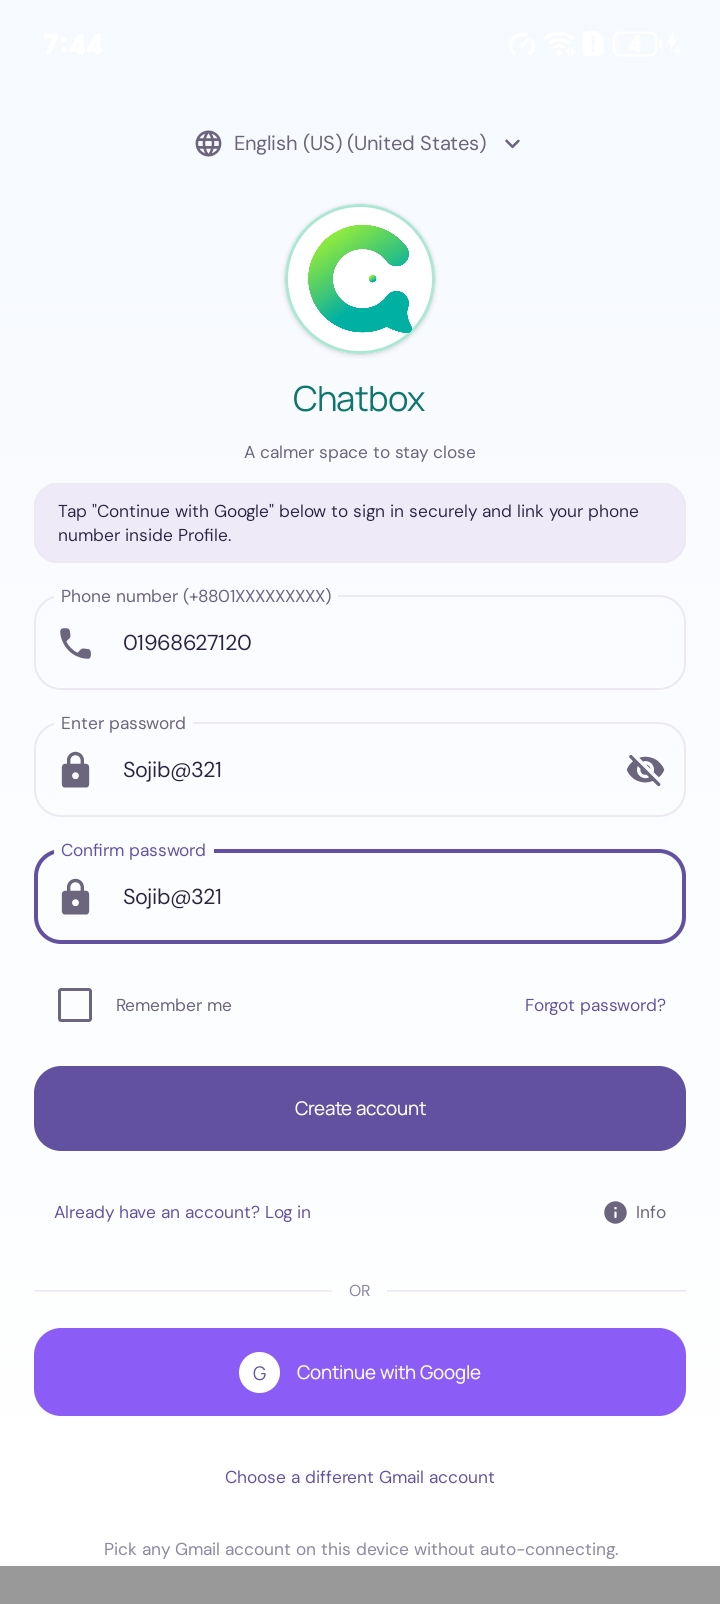 7:44
English (US) (United States)
Chatbox
A calmer space to stay close
Tap "Continue with Google" below to sign in securely and link your phone
number inside Profile.
Phone number (+8801XXXXXXXXX)
01968627120
Enter password
Sojib@321
Confirm password
Sojib@321
Remember me
Forgot password?
Create account
Already have an account? Log in
Info
OR
G Continue with Google
Choose a different Gmail account
Pick any Gmail account on this device without auto-connecting.